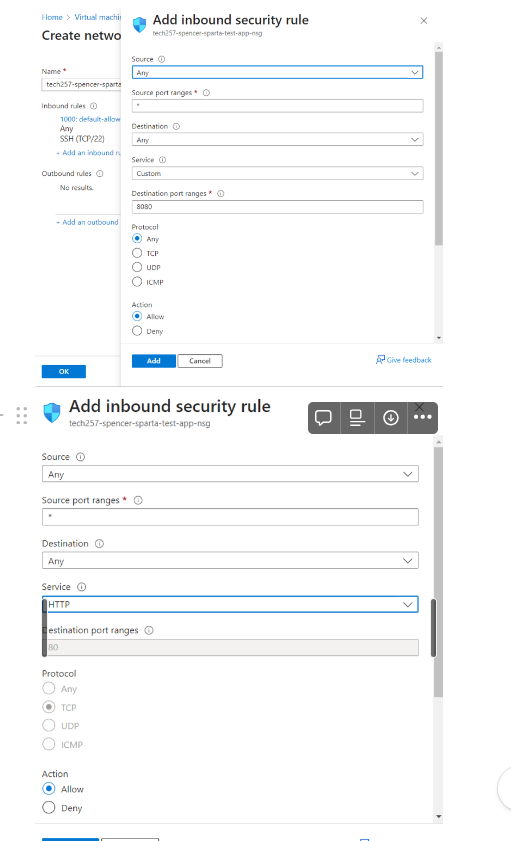 Home > Virtual machi
Create netwo
Name *
tech257-spencer-sparta
Inbound rules
1000: default-allow
Any
SSH (TCP/22)
+ Add an inbound ru
Outbound rules
No results.
+ Add an outbound
OK
Add inbound security rule
tech257-spencer-sparta-test-app-nsg
Source
Any
Source port ranges *
*
Destination
Any
Service
Custom
Destination port ranges *
8080
Protocol
Any
TCP
UDP
ICMP
Action
Allow
Deny
Add
Cancel
Give feedback
Add inbound security rule
tech257-spencer-sparta-test-app-nsg
Source
Any
Source port ranges *
*
Destination
Any
Service
HTTP
estination port ranges
80
Protocol
Any
TCP
UDP
ICMP
Action
Allow
Deny